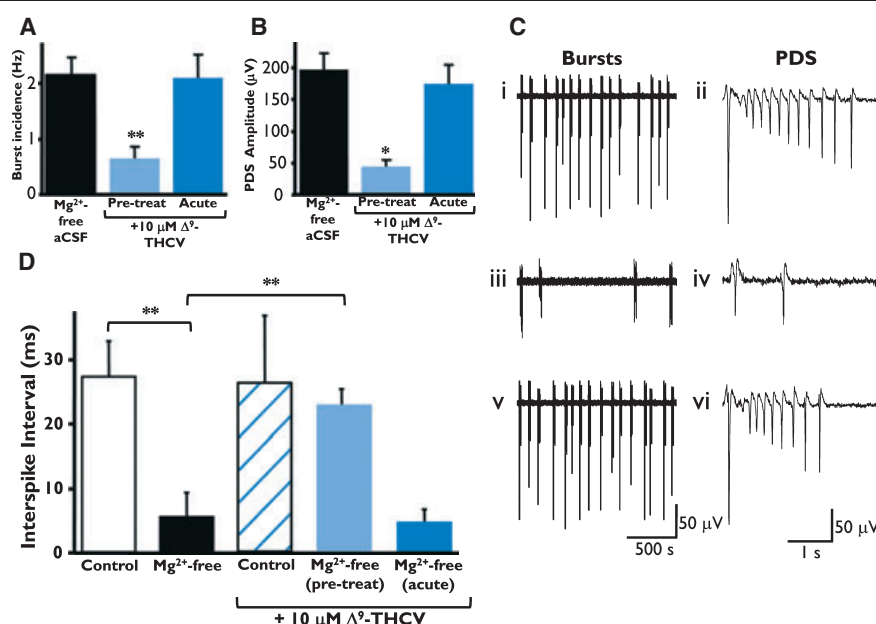 A
Burst incidence (Hz)
2
1
0
Mg²⁺-
free
aCSF
Pre-treat
Acute
+10 μM Δ⁹-
THCV
**
B
PDS Amplitude (μV)
200
150
100
50
0
Mg²⁺-
free
aCSF
Pre-treat
Acute
+10 μM Δ⁹-
THCV
*
C
Bursts
PDS
i
ii
iii
iv
v
vi
50 μV
500 s
50 μV
1 s
D
Interspike Interval (ms)
30
20
10
0
**
**
Control
Mg²⁺-free
Control
Mg²⁺-free
(pre-treat)
Mg²⁺-free
(acute)
+ 10 μM Δ⁹-THCV